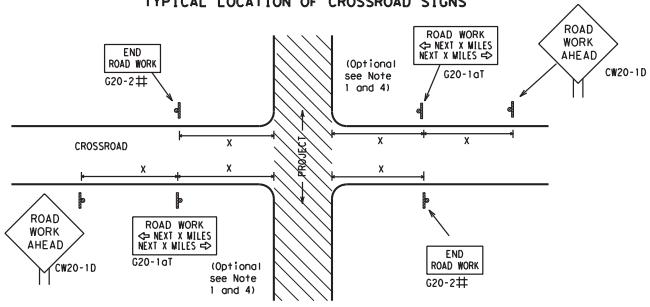 TYPICAL LOCATION OF CROSSROAD SIGNS
END
ROAD WORK
G20-2#
(Optional
see Note
1 and 4)
ROAD WORK
⇦ NEXT X MILES
NEXT X MILES ⇨
G20-1aT
ROAD
WORK
AHEAD
CW20-1D
CROSSROAD
X
X
X
PROJECT
X
X
X
ROAD
WORK
AHEAD
CW20-1D
ROAD WORK
⇦ NEXT X MILES
NEXT X MILES ⇨
G20-1aT
(Optional
see Note
1 and 4)
END
ROAD WORK
G20-2#